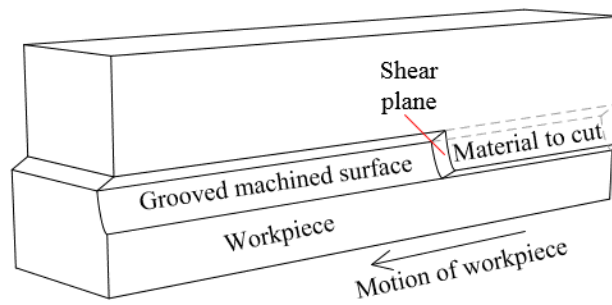 Shear
plane
Material to cut
Grooved machined surface
Workpiece
Motion of workpiece